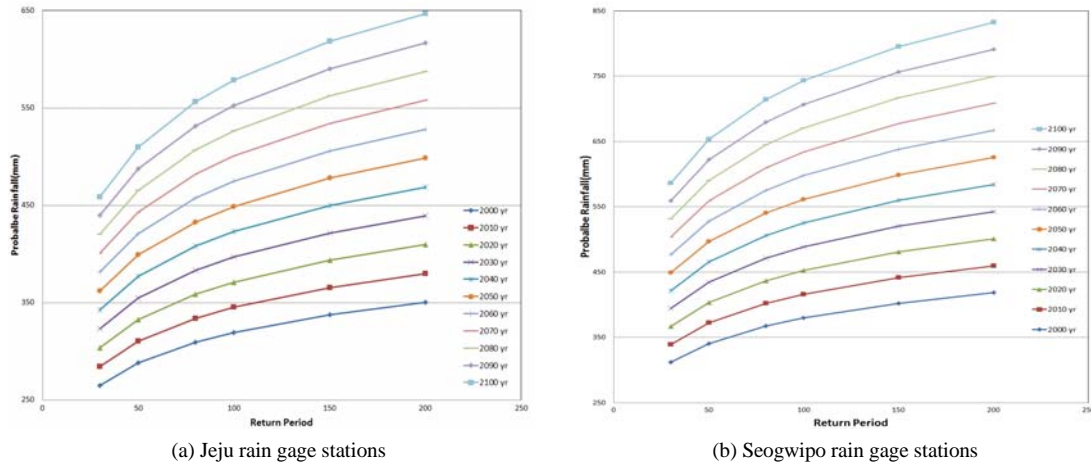 650
550
450
350
250
Probalbe Rainfall(mm)
0
50
100
150
200
250
Return Period
2000 yr
2010 yr
2020 yr
2030 yr
2040 yr
2050 yr
2060 yr
2070 yr
2080 yr
2090 yr
2100 yr
(a) Jeju rain gage stations
850
750
650
550
450
350
250
Probalbe Rainfall(mm)
0
50
100
150
200
250
Return Period
2100 yr
2090 yr
2080 yr
2070 yr
2060 yr
2050 yr
2040 yr
2030 yr
2020 yr
2010 yr
2000 yr
(b) Seogwipo rain gage stations